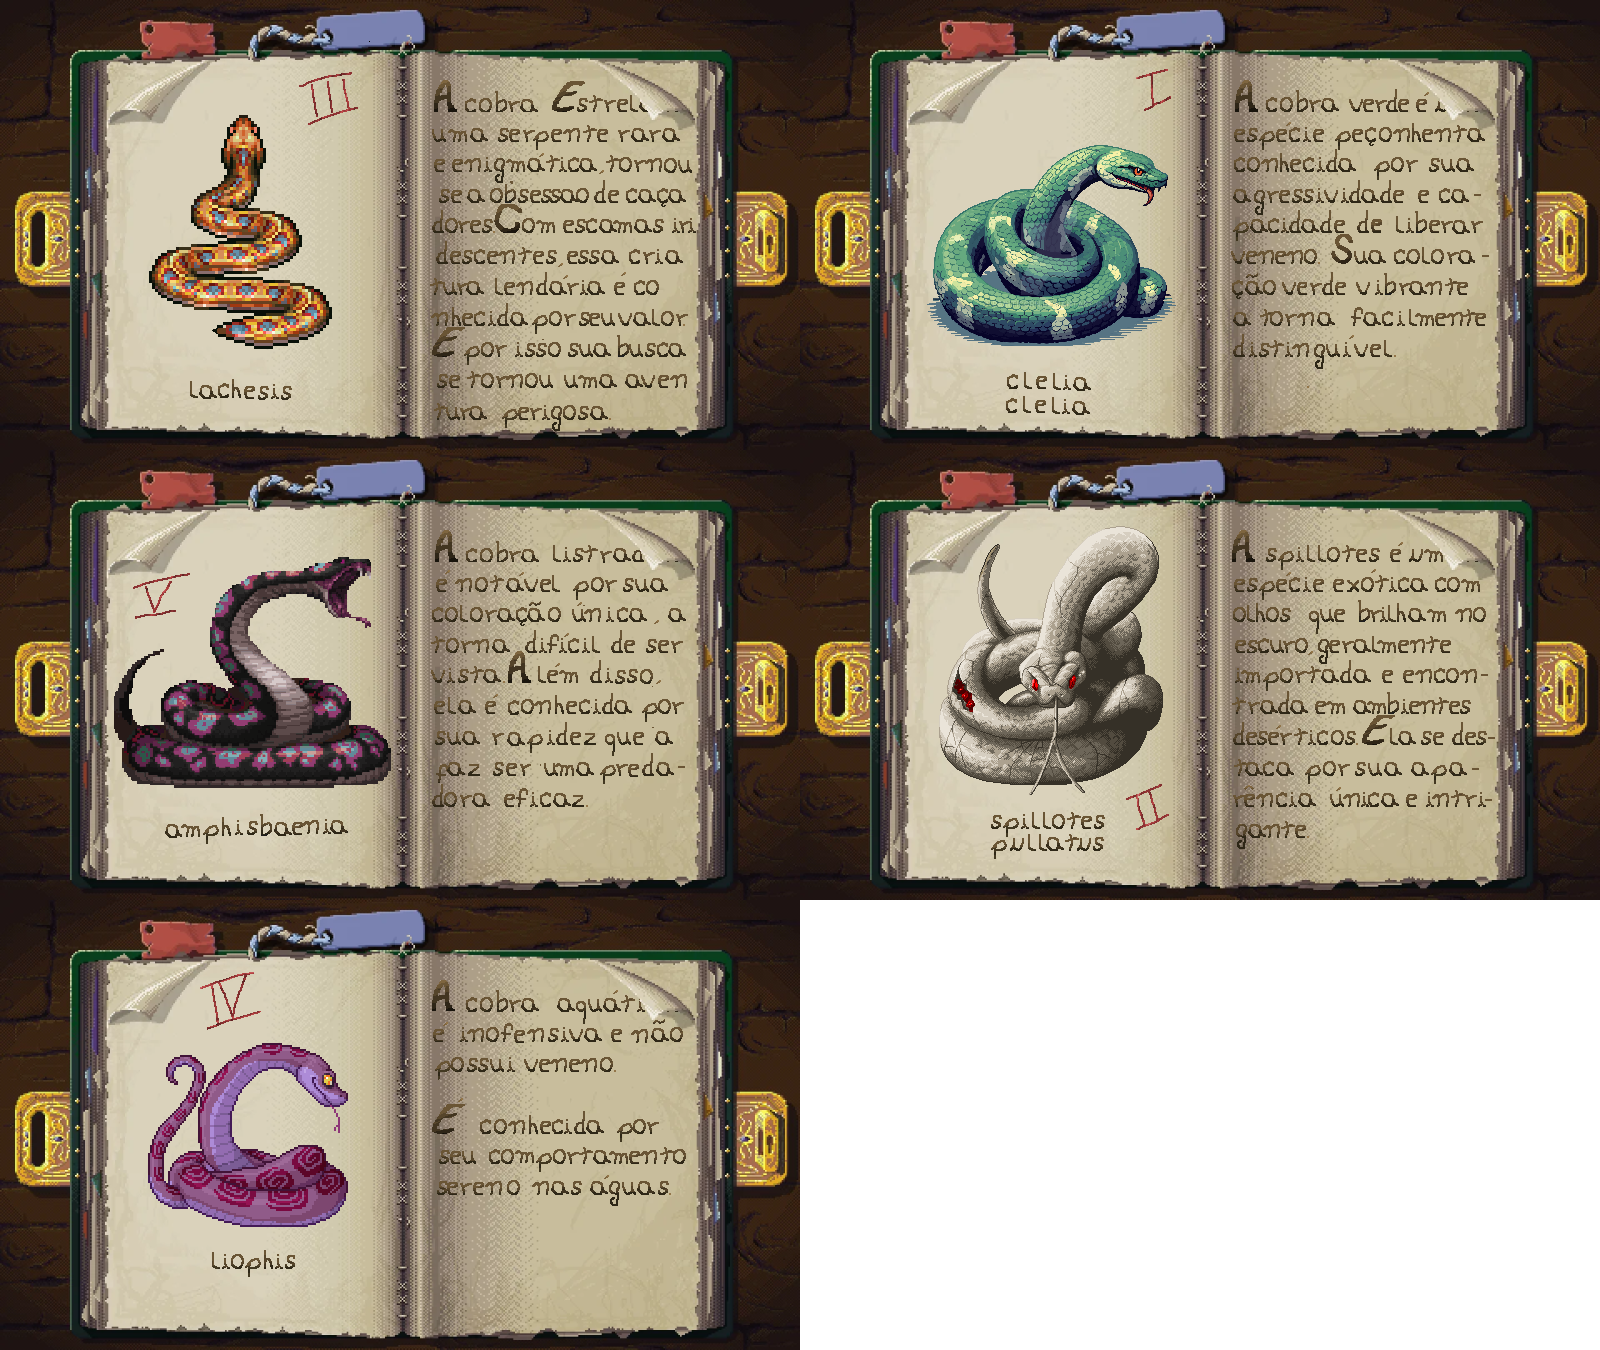 III
lachesis
A cobra
uma serpente rara
e enigmática, tornou
se a obsessao de caça
dores Com escamas iri
descentes, essa cria
tura lendária é co
nhecida por seu valor.
E por isso sua busca
se tornou uma aven
tura perigosa.
I
clelia
clelia
A cobra verde é
espécie peçonhenta
conhecida por sua
agressividade e ca-
pacidade de liberar
veneno. Sua colora-
ção verde vibrante
a torna facilmente
distinguível.
V
amphisbaenia
A cobra
e notável por sua
coloração única, a
torna difícil de ser
vista. Além disso,
ela é conhecida por
sua rapidez que a
faz ser uma preda-
dora eficaz.
spillotes
pullatus
II
A spillotes é um
espécie exótica com
olhos que brilham no
escuro, geralmente
importada e encon-
trada em ambientes
deserticos. Ela se des-
taca por sua apa-
rência única e intri-
gante.
IV
liophis
A cobra
e inofensiva e não
possui veneno.
E conhecida por
seu comportamento
sereno nas águas.